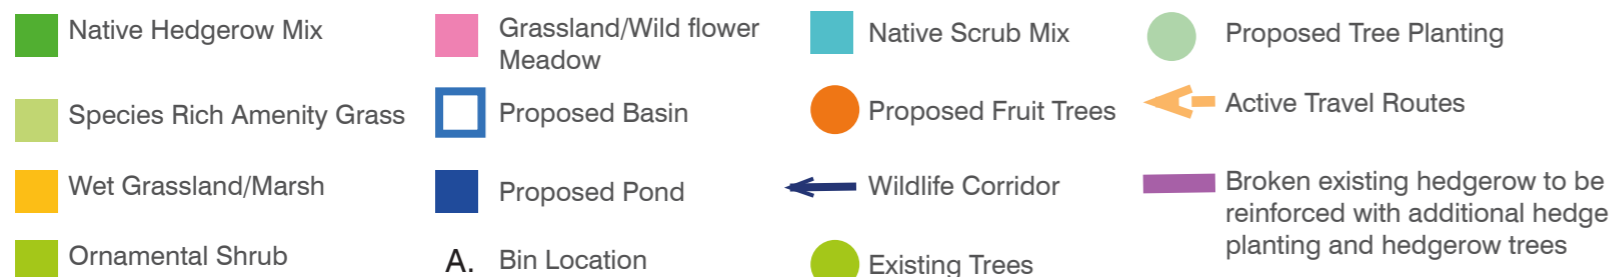 Native Hedgerow Mix
Species Rich Amenity Grass
Wet Grassland/Marsh
Ornamental Shrub
Grassland/Wild flower
Meadow
Proposed Basin
Proposed Pond
A. Bin Location
Native Scrub Mix
Proposed Fruit Trees
Wildlife Corridor
Existing Trees
Proposed Tree Planting
Active Travel Routes
Broken existing hedgerow to be
reinforced with additional hedge
planting and hedgerow trees